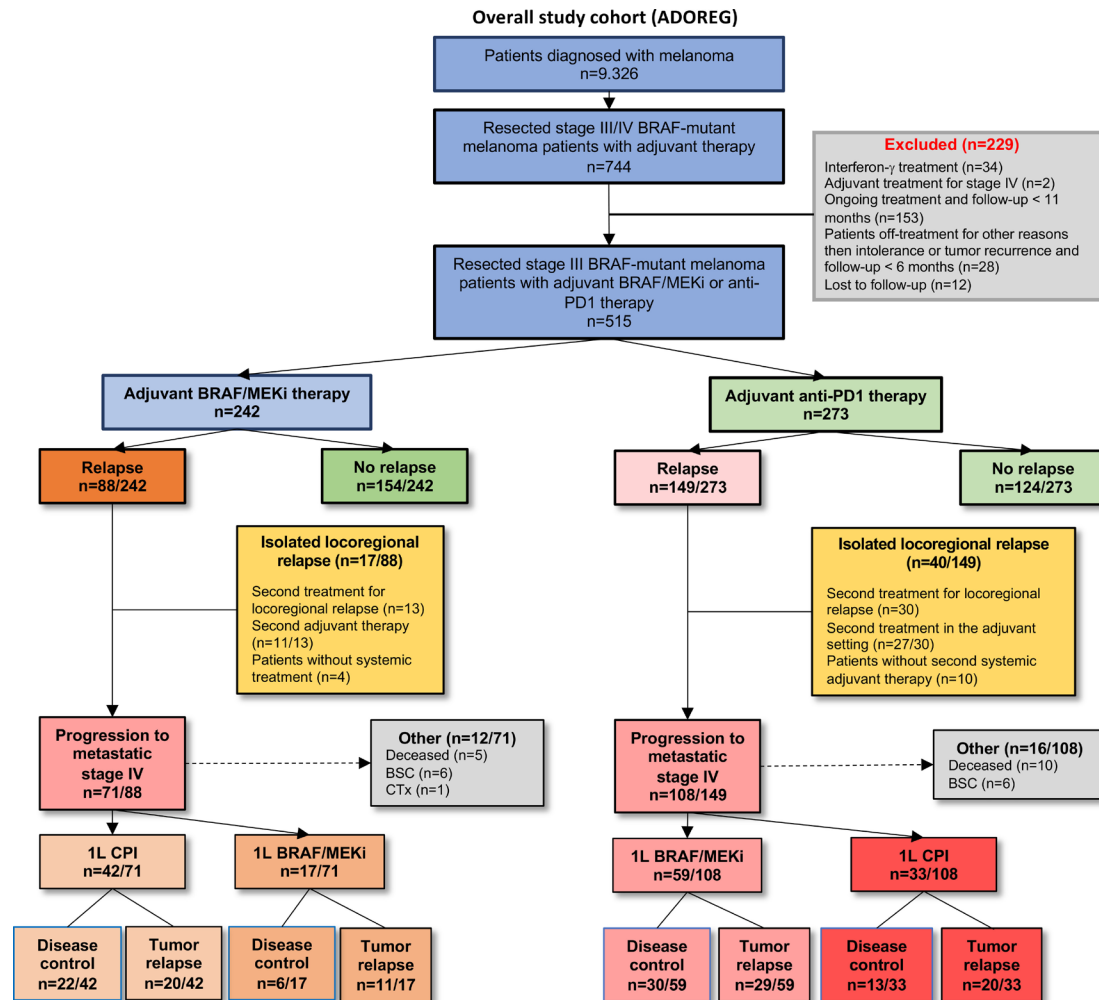 Overall study cohort (ADOREG)
Patients diagnosed with melanoma
n=9.326
Resected stage III/IV BRAF-mutant
melanoma patients with adjuvant therapy
n=744
Excluded (n=229)
Interferon-γ treatment (n=34)
Adjuvant treatment for stage IV (n=2)
Ongoing treatment and follow-up < 11
months (n=153)
Patients off-treatment for other reasons
then intolerance or tumor recurrence and
follow-up < 6 months (n=28)
Lost to follow-up (n=12)
Resected stage III BRAF-mutant melanoma
patients with adjuvant BRAF/MEKi or anti-
PD1 therapy
n=515
Adjuvant BRAF/MEKi therapy
n=242
Adjuvant anti-PD1 therapy
n=273
Relapse
n=88/242
No relapse
n=154/242
Relapse
n=149/273
No relapse
n=124/273
Isolated locoregional
relapse (n=17/88)
Second treatment for
locoregional relapse (n=13)
Second adjuvant therapy
(n=11/13)
Patients without systemic
treatment (n=4)
Isolated locoregional relapse
(n=40/149)
Second treatment for locoregional
relapse (n=30)
Second treatment in the adjuvant
setting (n=27/30)
Patients without second systemic
adjuvant therapy (n=10)
Progression to
metastatic
stage IV
n=71/88
Other (n=12/71)
Deceased (n=5)
BSC (n=6)
CTx (n=1)
Progression to
metastatic
stage IV
n=108/149
Other (n=16/108)
Deceased (n=10)
BSC (n=6)
1L CPI
n=42/71
1L BRAF/MEKi
n=17/71
1L BRAF/MEKi
n=59/108
1L CPI
n=33/108
Disease
control
n=22/42
Tumor
relapse
n=20/42
Disease
control
n=6/17
Tumor
relapse
n=11/17
Disease
control
n=30/59
Tumor
relapse
n=29/59
Disease
control
n=13/33
Tumor
relapse
n=20/33